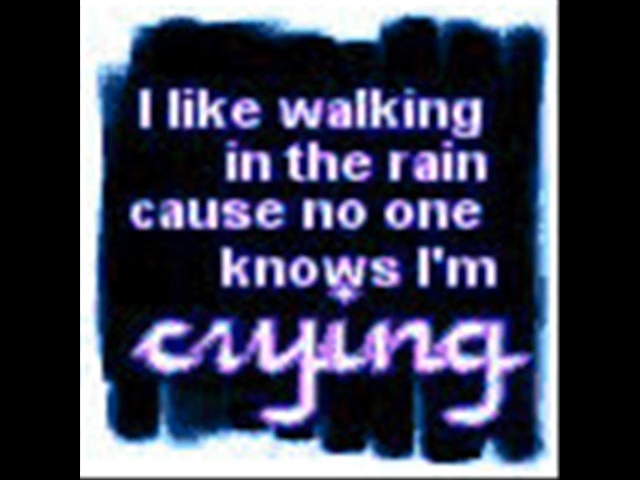 I like walking
in the rain
cause no one
knows I'm
crying